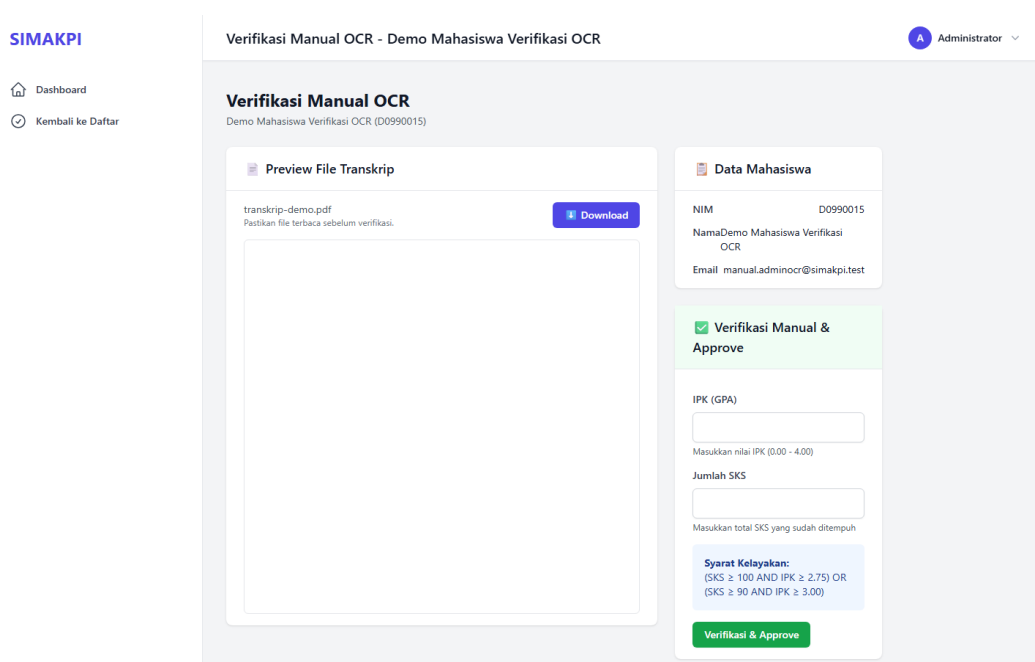 SIMAKPI
Verifikasi Manual OCR - Demo Mahasiswa Verifikasi OCR
A Administrator
Dashboard
Kembali ke Daftar
Verifikasi Manual OCR
Demo Mahasiswa Verifikasi OCR (D0990015)
Preview File Transkrip
transkrip-demo.pdf
Pastikan file terbaca sebelum verifikasi.
Download
Data Mahasiswa
NIM D0990015
NamaDemo Mahasiswa Verifikasi
OCR
Email manual.adminocr@simakpi.test
Verifikasi Manual &
Approve
IPK (GPA)
Masukkan nilai IPK (0.00 - 4.00)
Jumlah SKS
Masukkan total SKS yang sudah ditempuh
Syarat Kelayakan:
(SKS ≥ 100 AND IPK ≥ 2.75) OR
(SKS ≥ 90 AND IPK ≥ 3.00)
Verifikasi & Approve